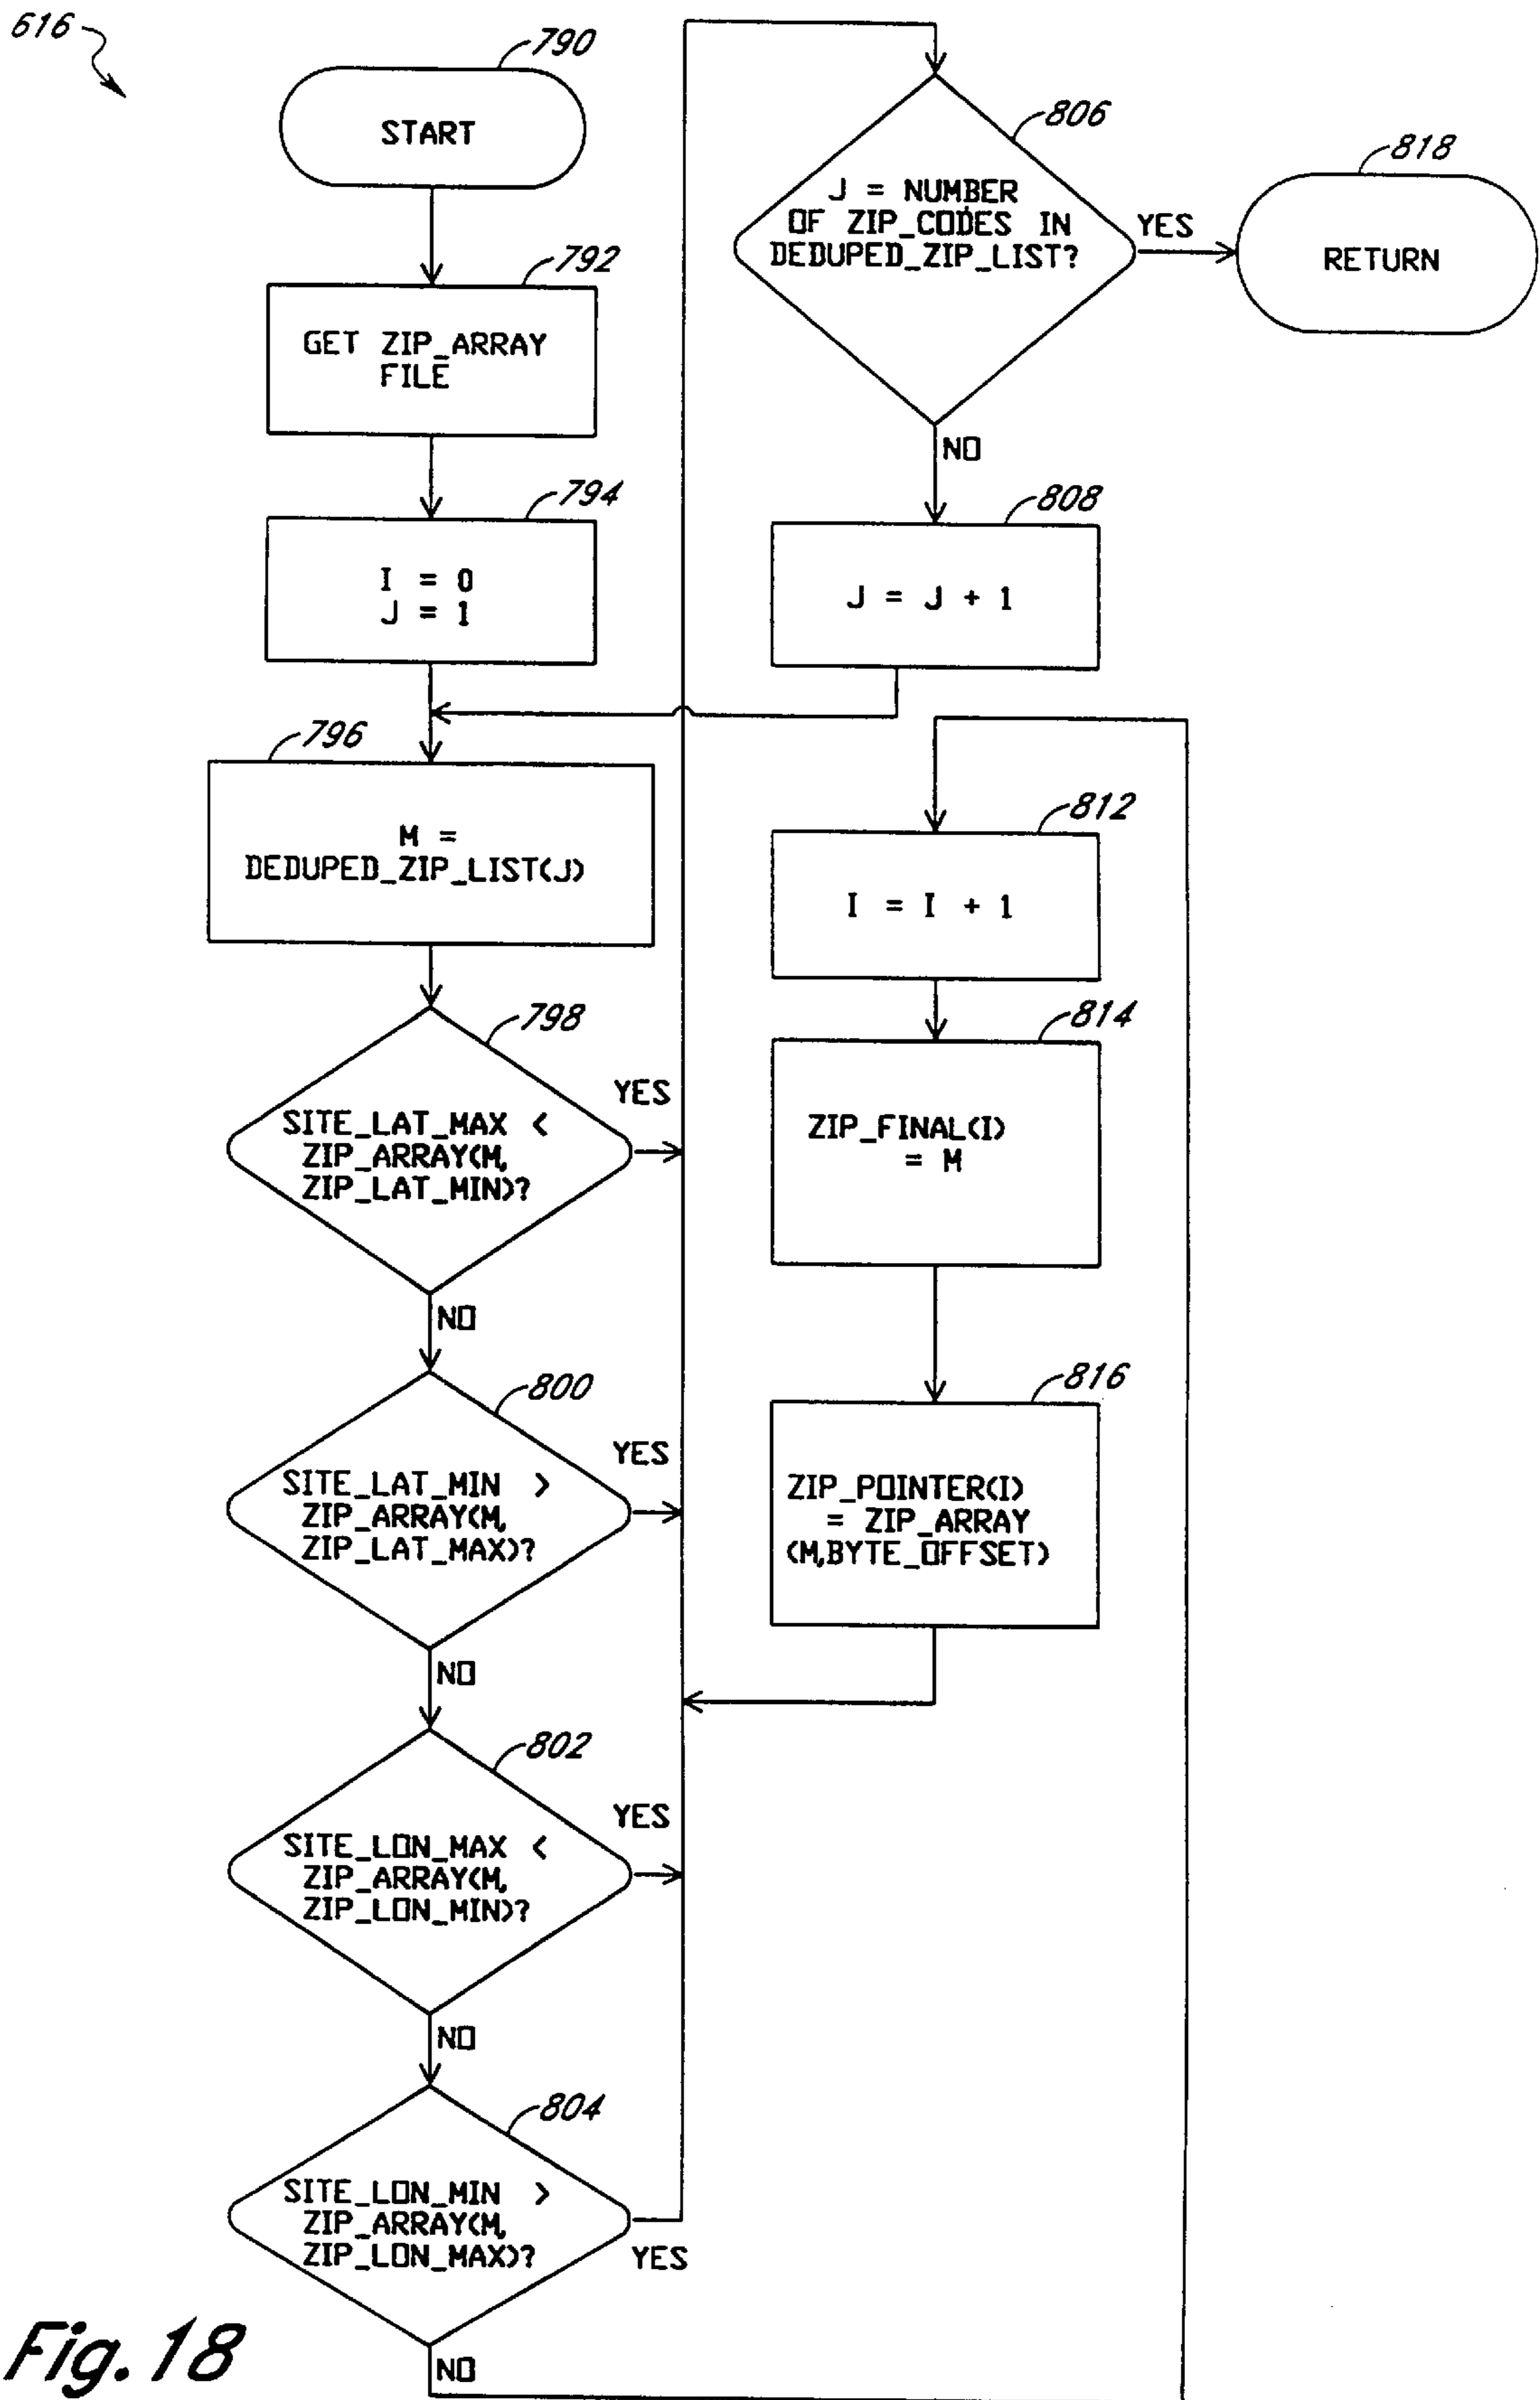 616
790
START
792
GET ZIP_ARRAY
FILE
794
I = 0
J = 1
796
M =
DEDUPED_ZIP_LIST(J)
798
SITE_LAT_MAX <
ZIP_ARRAY(M,
ZIP_LAT_MIN)?
YES
NO
800
SITE_LAT_MIN >
ZIP_ARRAY(M,
ZIP_LAT_MAX)?
YES
NO
802
SITE_LON_MAX <
ZIP_ARRAY(M,
ZIP_LON_MIN)?
YES
NO
804
SITE_LON_MIN >
ZIP_ARRAY(M,
ZIP_LON_MAX)?
YES
NO
806
J = NUMBER
OF ZIP_CODES IN
DEDUPED_ZIP_LIST?
YES
NO
818
RETURN
808
J = J + 1
812
I = I + 1
814
ZIP_FINAL(I)
= M
816
ZIP_POINTER(I)
= ZIP_ARRAY
(M,BYTE_OFFSET)
Fig. 18